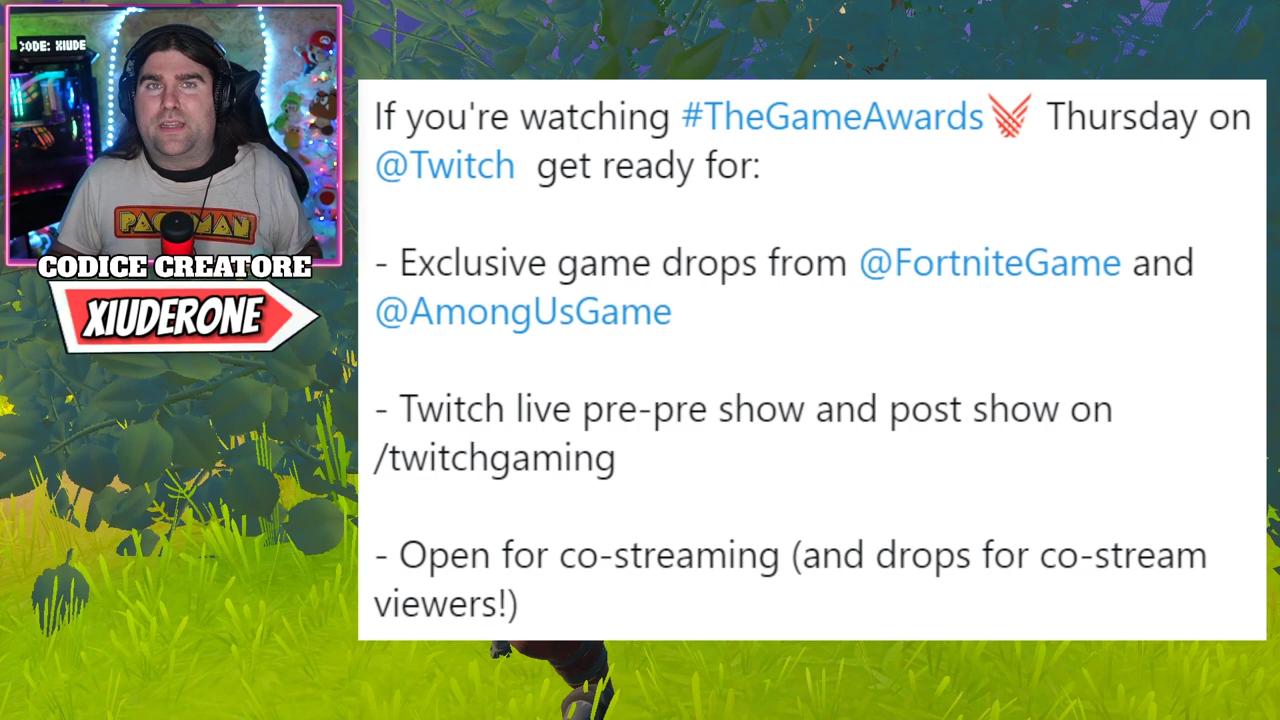 CODE: XIUDE
PAC-MAN
CODICE CREATORE
XIUDERONE
If you're watching #TheGameAwards Thursday on
@Twitch get ready for:
- Exclusive game drops from @FortniteGame and
@AmongUsGame
- Twitch live pre-pre show and post show on
/twitchgaming
- Open for co-streaming (and drops for co-stream
viewers!)